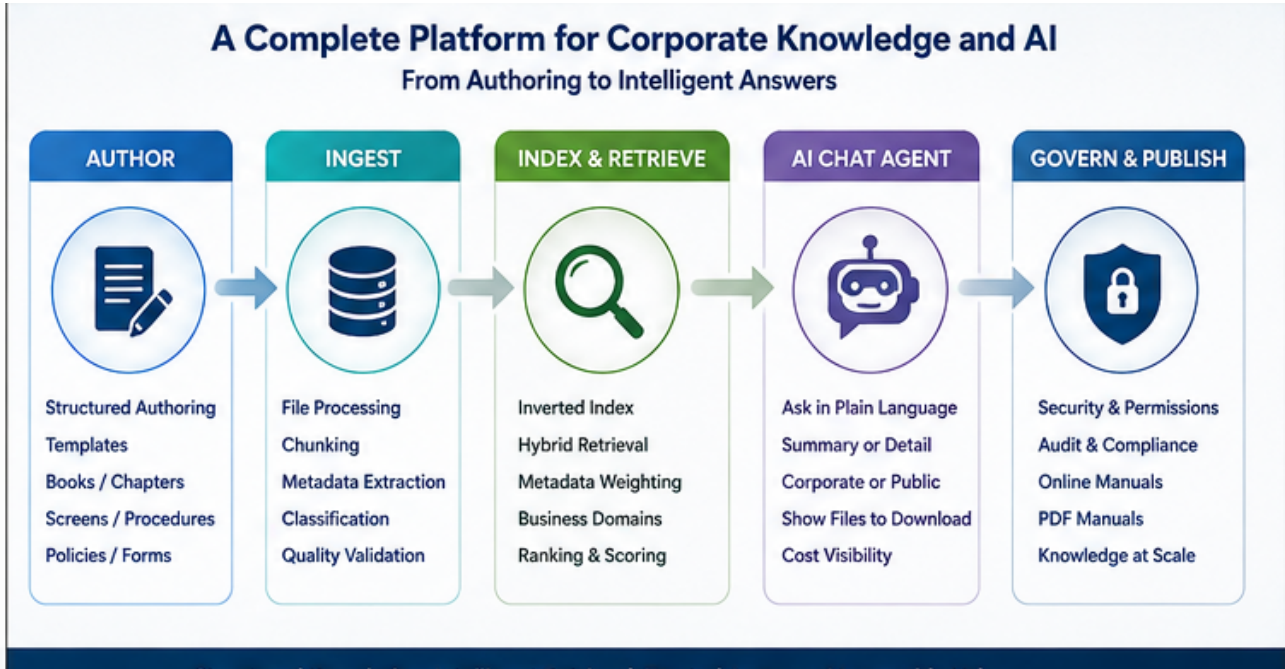 A Complete Platform for Corporate Knowledge and AI
From Authoring to Intelligent Answers
AUTHOR
Structured Authoring
Templates
Books / Chapters
Screens / Procedures
Policies / Forms
INGEST
File Processing
Chunking
Metadata Extraction
Classification
Quality Validation
INDEX & RETRIEVE
Inverted Index
Hybrid Retrieval
Metadata Weighting
Business Domains
Ranking & Scoring
AI CHAT AGENT
Ask in Plain Language
Summary or Detail
Corporate or Public
Show Files to Download
Cost Visibility
GOVERN & PUBLISH
Security & Permissions
Audit & Compliance
Online Manuals
PDF Manuals
Knowledge at Scale